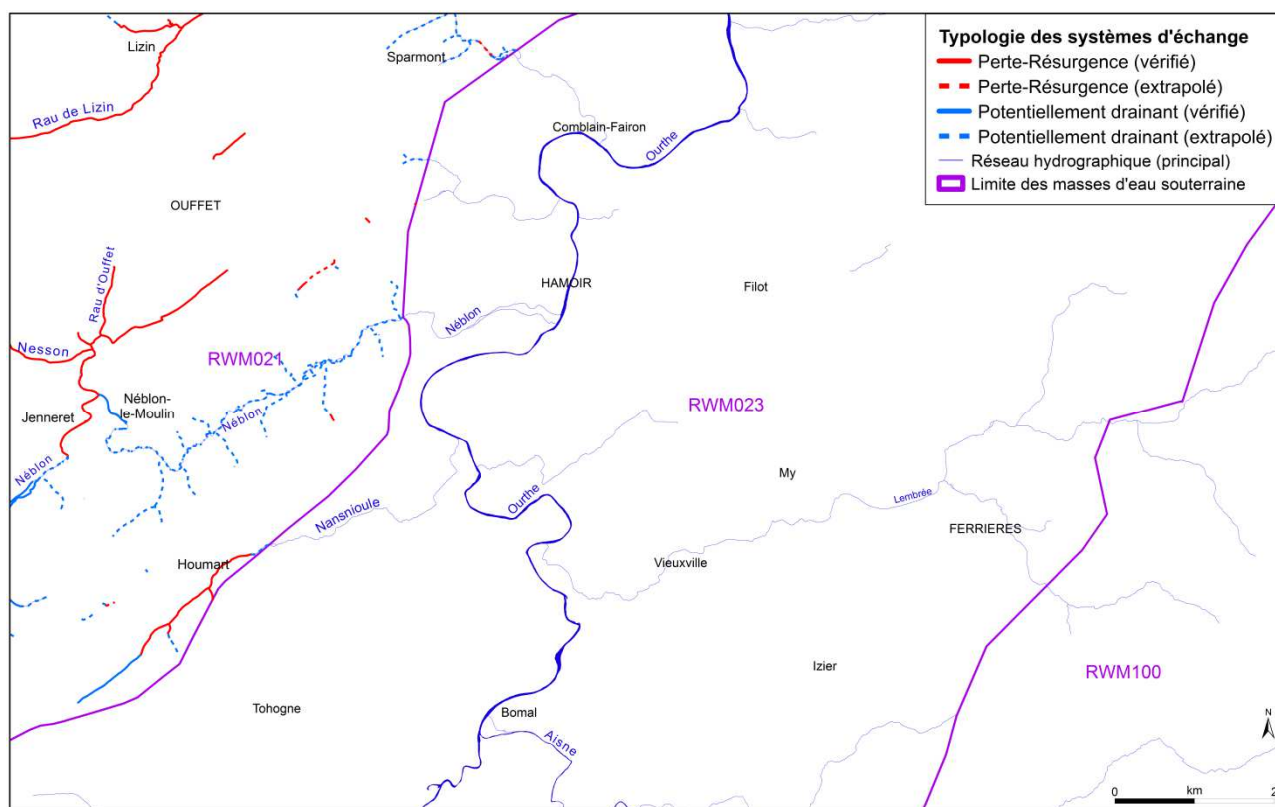 Typologie des systèmes d'échange
Perte-Résurgence (vérifié)
Perte-Résurgence (extrapolé)
Potentiellement drainant (vérifié)
Potentiellement drainant (extrapolé)
Réseau hydrographique (principal)
Limite des masses d'eau souterraine
Lizin
Sparmont
Rau de Lizin
Comblain-Fairon
Ourthe
OUFFET
Rau d'Ouffet
HAMOIR
Filot
Néblon
Nesson
RWM021
Néblon-
le-Moulin
Jenneret
Néblon
RWM023
Néblon
My
Ourthe
Lembrée
Nansnioule
FERRIERES
Houmart
Vieuxville
Izier
RWM100
Tohogne
Bomal
Aisne
N
0
km
2